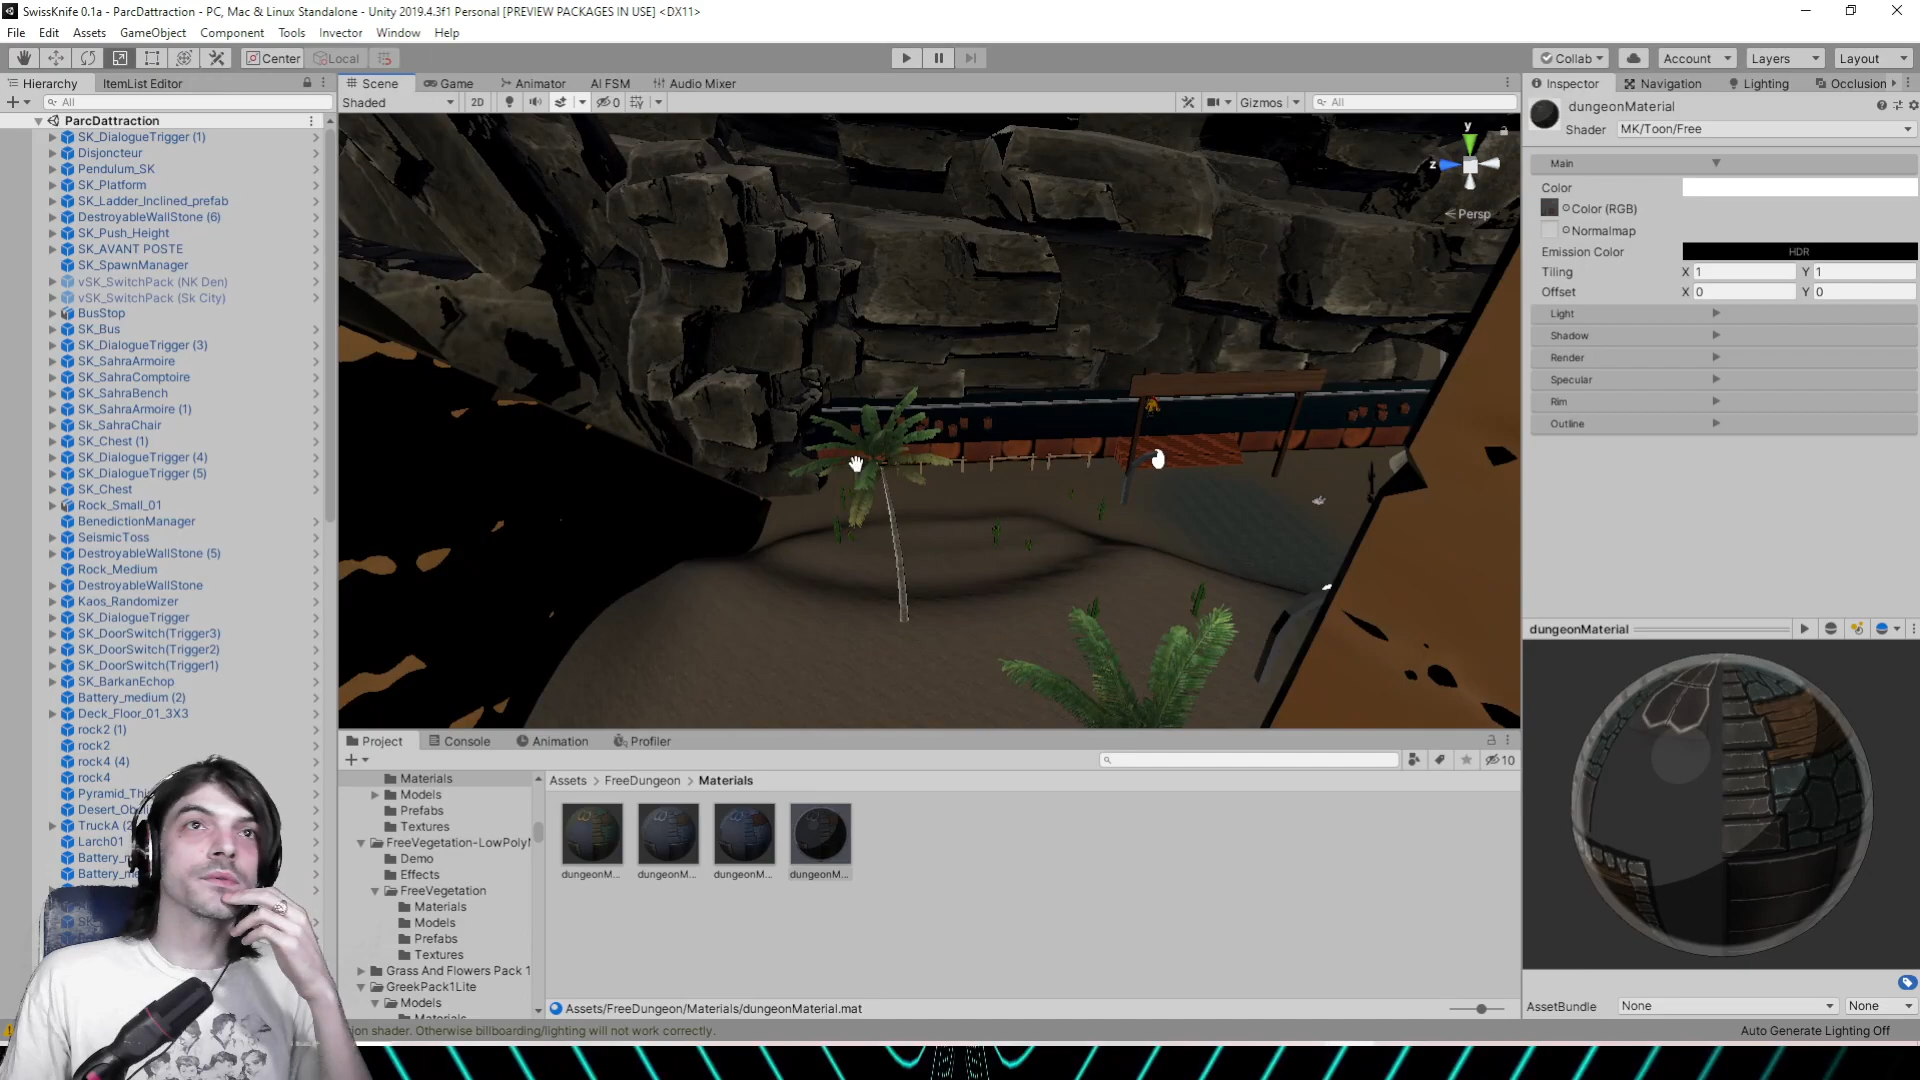 SwissKnife 0.1a - ParcDattraction - PC, Mac & Linux Standalone - Unity 2019.4.3f1 Personal [PREVIEW PACKAGES IN USE] <DX11>
File Edit Assets GameObject Component Tools Invector Window Help
Center Local Collab Account Layers Layout
Hierarchy ItemList Editor
All
ParcDattraction
SK_DialogueTrigger (1)
Disjoncteur
Pendulum_SK
SK_Platform
SK_Ladder_Inclined_prefab
DestroyableWallStone (6)
SK_Push_Height
SK_AVANT POSTE
SK_SpawnManager
vSK_SwitchPack (NK Den)
vSK_SwitchPack (Sk City)
BusStop
SK_Bus
SK_DialogueTrigger (3)
SK_SahraArmoire
SK_SahraComptoire
SK_SahraBench
SK_SahraArmoire (1)
Sk_SahraChair
SK_Chest (1)
SK_DialogueTrigger (4)
SK_DialogueTrigger (5)
SK_Chest
Rock_Small_01
BenedictionManager
SeismicToss
DestroyableWallStone (5)
Rock_Medium
DestroyableWallStone
Kaos_Randomizer
SK_DialogueTrigger
SK_DoorSwitch(Trigger3)
SK_DoorSwitch(Trigger2)
SK_DoorSwitch(Trigger1)
SK_BarkanEchop
Battery_medium (2)
Deck_Floor_01_3X3
rock2 (1)
rock2
rock4 (4)
rock4
Pyramid_Thi
Desert_Ob
TruckA (2
Larch01
Battery_m
Battery_me
Scene Game Animator AI FSM Audio Mixer
Shaded 2D 0 Gizmos All
y
z
Persp
Project Console Animation Profiler
10
Materials
Models
Prefabs
Textures
FreeVegetation-LowPolyN
Demo
Effects
FreeVegetation
Materials
Models
Prefabs
Textures
Grass And Flowers Pack 1
GreekPack1Lite
Models
Materials
Assets > FreeDungeon > Materials
dungeonM... dungeonM... dungeonM... dungeonM...
Assets/FreeDungeon/Materials/dungeonMaterial.mat
ion shader. Otherwise billboarding/lighting will not work correctly.
Inspector Navigation Lighting Occlusion
dungeonMaterial
Shader MK/Toon/Free
Main
Color
Color (RGB)
Normalmap
Emission Color HDR
Tiling X 1 Y 1
Offset X 0 Y 0
Light
Shadow
Render
Specular
Rim
Outline
dungeonMaterial
AssetBundle None None
Auto Generate Lighting Off